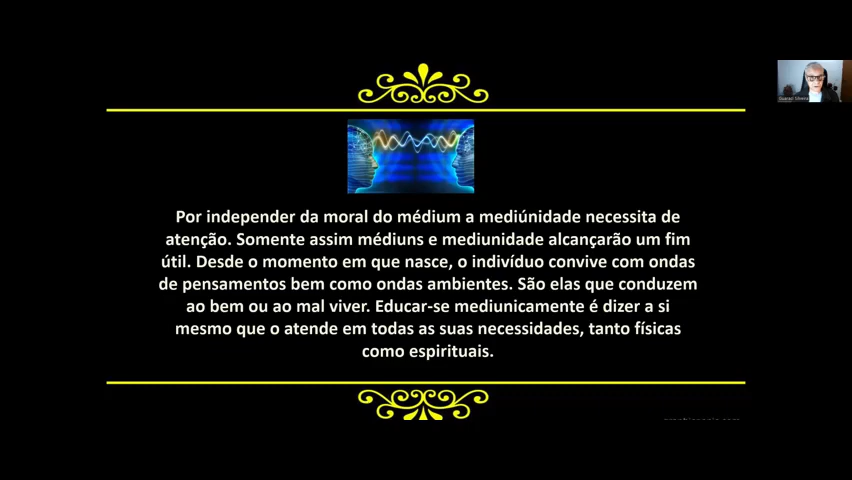 Por independer da moral do médium a mediúnidade necessita de
atenção. Somente assim médiuns e mediunidade alcançarão um fim
útil. Desde o momento em que nasce, o indivíduo convive com ondas
de pensamentos bem como ondas ambientes. São elas que conduzem
ao bem ou ao mal viver. Educar-se mediunicamente é dizer a si
mesmo que o atende em todas as suas necessidades, tanto físicas
como espirituais.